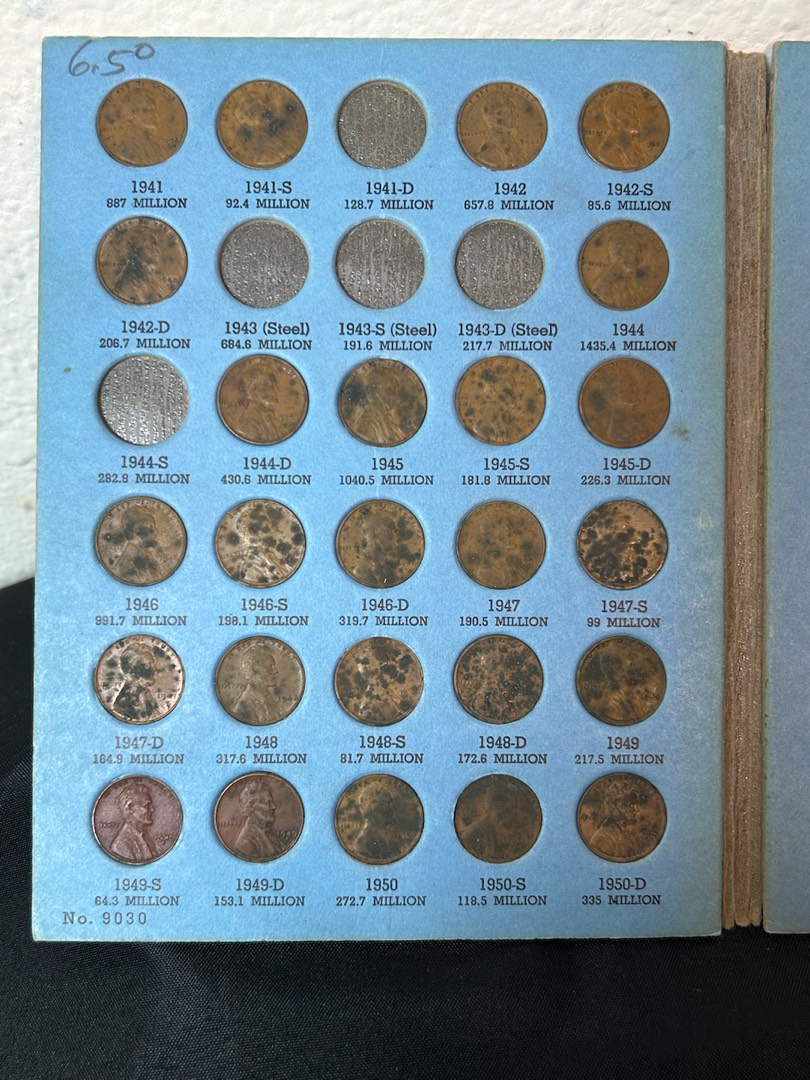 6.50
1941 1941-S 1941-D 1942 1942-S
887 MILLION 92.4 MILLION 128.7 MILLION 657.8 MILLION 85.6 MILLION
1942-D 1943 (Steel) 1943-S (Steel) 1943-D (Steel) 1944
206.7 MILLION 684.6 MILLION 191.6 MILLION 217.7 MILLION 1435.4 MILLION
1944-S 1944-D 1945 1945-S 1945-D
282.8 MILLION 430.6 MILLION 1040.5 MILLION 181.8 MILLION 226.3 MILLION
1946 1946-S 1946-D 1947 1947-S
991.7 MILLION 198.1 MILLION 319.7 MILLION 190.5 MILLION 99 MILLION
1947-D 1948 1948-S 1948-D 1949
184.9 MILLION 317.6 MILLION 81.7 MILLION 172.6 MILLION 217.5 MILLION
1949-S 1949-D 1950 1950-S 1950-D
64.3 MILLION 153.1 MILLION 272.7 MILLION 118.5 MILLION 335 MILLION
No. 9030